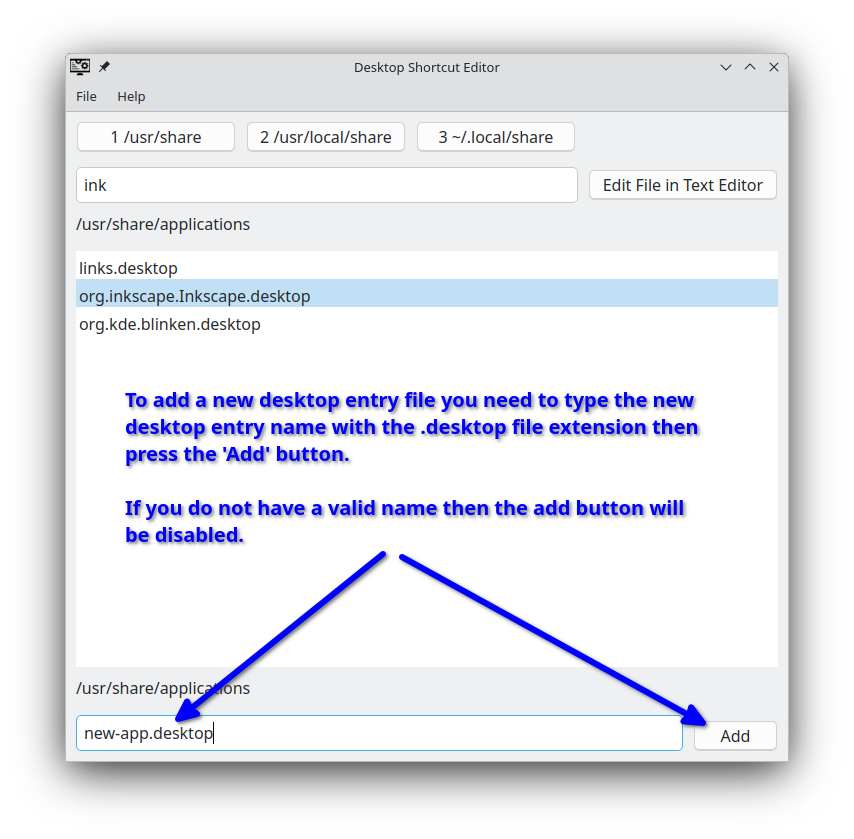 Desktop Shortcut Editor
File Help
1 /usr/share 2 /usr/local/share 3 ~/.local/share
ink Edit File in Text Editor
/usr/share/applications
links.desktop
org.inkscape.Inkscape.desktop
org.kde.blinken.desktop
To add a new desktop entry file you need to type the new
desktop entry name with the .desktop file extension then
press the 'Add' button.
If you do not have a valid name then the add button will
be disabled.
/usr/share/applications
new-app.desktop Add